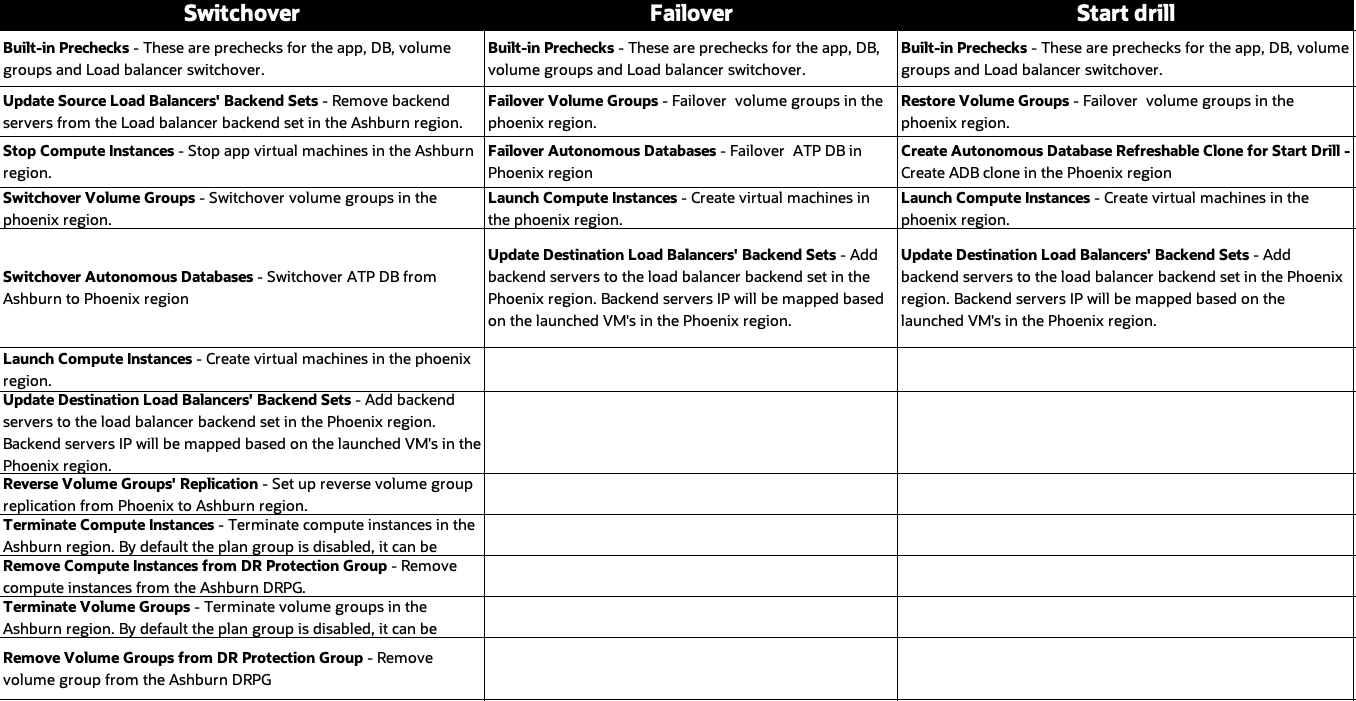 Switchover
Failover
Start drill
Built-in Prechecks - These are prechecks for the app, DB, volume
groups and Load balancer switchover.
Built-in Prechecks - These are prechecks for the app, DB,
volume groups and Load balancer switchover.
Built-in Prechecks - These are prechecks for the app, DB, volume
groups and Load balancer switchover.
Update Source Load Balancers' Backend Sets - Remove backend
servers from the Load balancer backend set in the Ashburn region.
Failover Volume Groups - Failover  volume groups in the
phoenix region.
Restore Volume Groups - Failover  volume groups in the
phoenix region.
Stop Compute Instances - Stop app virtual machines in the Ashburn
region.
Failover Autonomous Databases - Failover  ATP DB in
Phoenix region
Create Autonomous Database Refreshable Clone for Start Drill -
Create ADB clone in the Phoenix region
Switchover Volume Groups - Switchover volume groups in the
phoenix region.
Launch Compute Instances - Create virtual machines in
the phoenix region.
Launch Compute Instances - Create virtual machines in the
phoenix region.
Switchover Autonomous Databases - Switchover ATP DB from
Ashburn to Phoenix region
Update Destination Load Balancers' Backend Sets - Add
backend servers to the load balancer backend set in the
Phoenix region. Backend servers IP will be mapped based
on the launched VM's in the Phoenix region.
Update Destination Load Balancers' Backend Sets - Add
backend servers to the load balancer backend set in the Phoenix
region. Backend servers IP will be mapped based on the
launched VM's in the Phoenix region.
Launch Compute Instances - Create virtual machines in the phoenix
region.
Update Destination Load Balancers' Backend Sets - Add backend
servers to the load balancer backend set in the Phoenix region.
Backend servers IP will be mapped based on the launched VM's in the
Phoenix region.
Reverse Volume Groups' Replication - Set up reverse volume group
replication from Phoenix to Ashburn region.
Terminate Compute Instances - Terminate compute instances in the
Ashburn region. By default the plan group is disabled, it can be
Remove Compute Instances from DR Protection Group - Remove
compute instances from the Ashburn DRPG.
Terminate Volume Groups - Terminate volume groups in the
Ashburn region. By default the plan group is disabled, it can be
Remove Volume Groups from DR Protection Group - Remove
volume group from the Ashburn DRPG